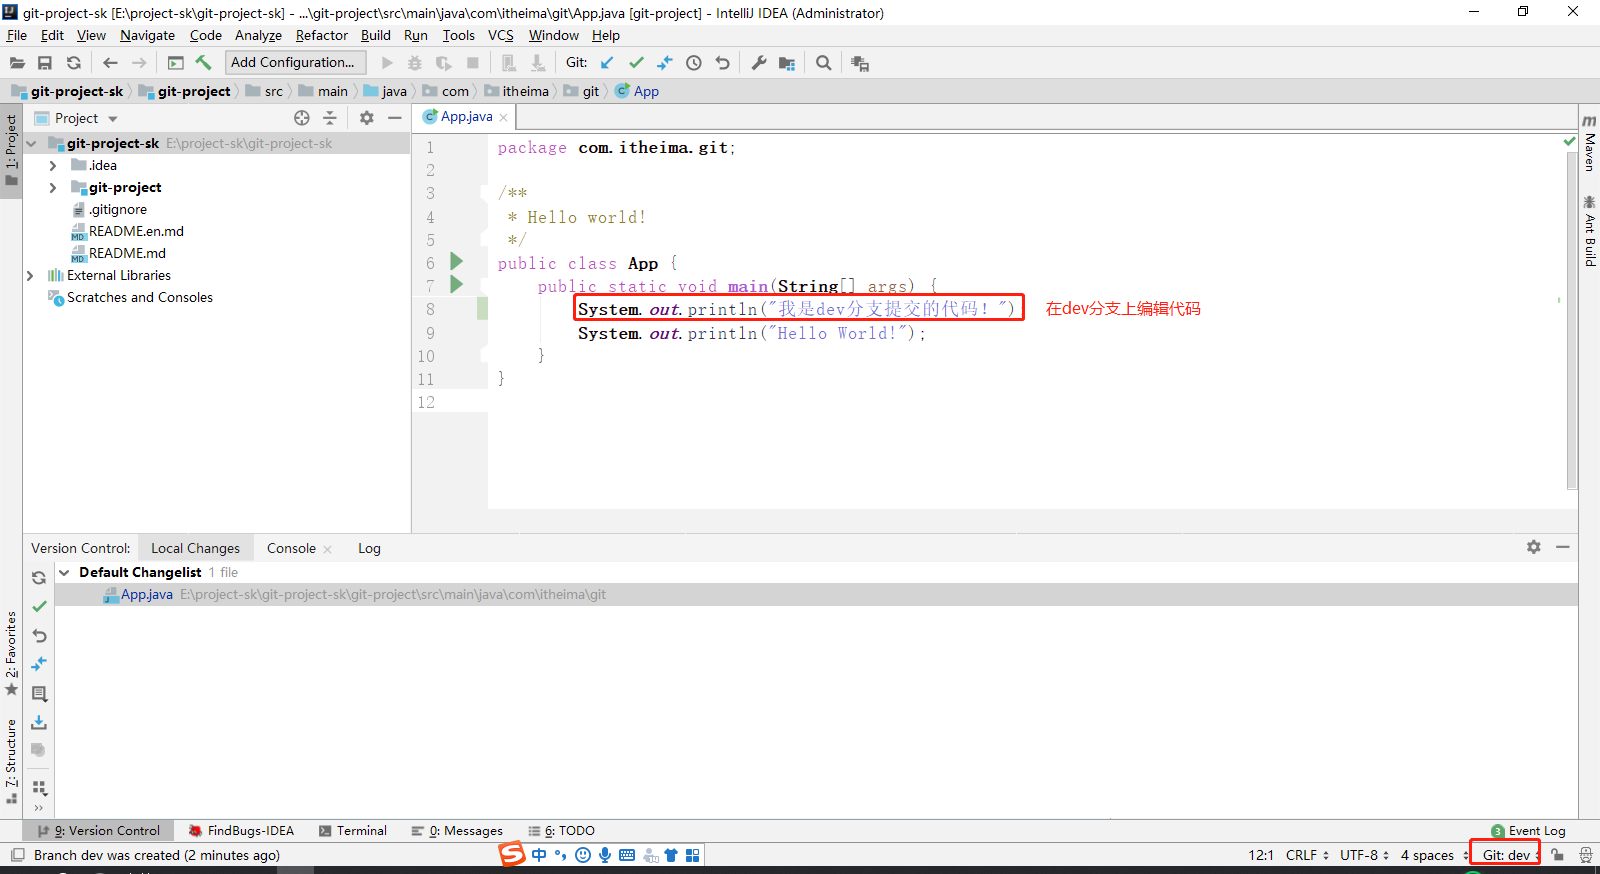 git-project-sk [E:\project-sk\git-project-sk] - ...\git-project\src\main\java\com\itheima\git\App.java [git-project] - IntelliJ IDEA (Administrator)
File Edit View Navigate Code Analyze Refactor Build Run Tools VCS Window Help
Add Configuration... Git:
git-project-sk git-project src main java com itheima git App
Project
App.java
1: Project
git-project-sk E:\project-sk\git-project-sk
.idea
git-project
.gitignore
README.en.md
README.md
External Libraries
Scratches and Consoles
1 package com.itheima.git;
2
3 /**
4 * Hello world!
5 */
6 public class App {
7 public static void main(String[] args) {
8 System.out.println("我是dev分支提交的代码！")
在dev分支上编辑代码
9 System.out.println("Hello World!");
10 }
11 }
12
Maven
Ant Build
Version Control: Local Changes Console Log
Default Changelist 1 file
App.java E:\project-sk\git-project-sk\git-project\src\main\java\com\itheima\git
2: Favorites
7: Structure
9: Version Control FindBugs-IDEA Terminal 0: Messages 6: TODO 3 Event Log
Branch dev was created (2 minutes ago) 中 12:1 CRLF UTF-8 4 spaces Git: dev